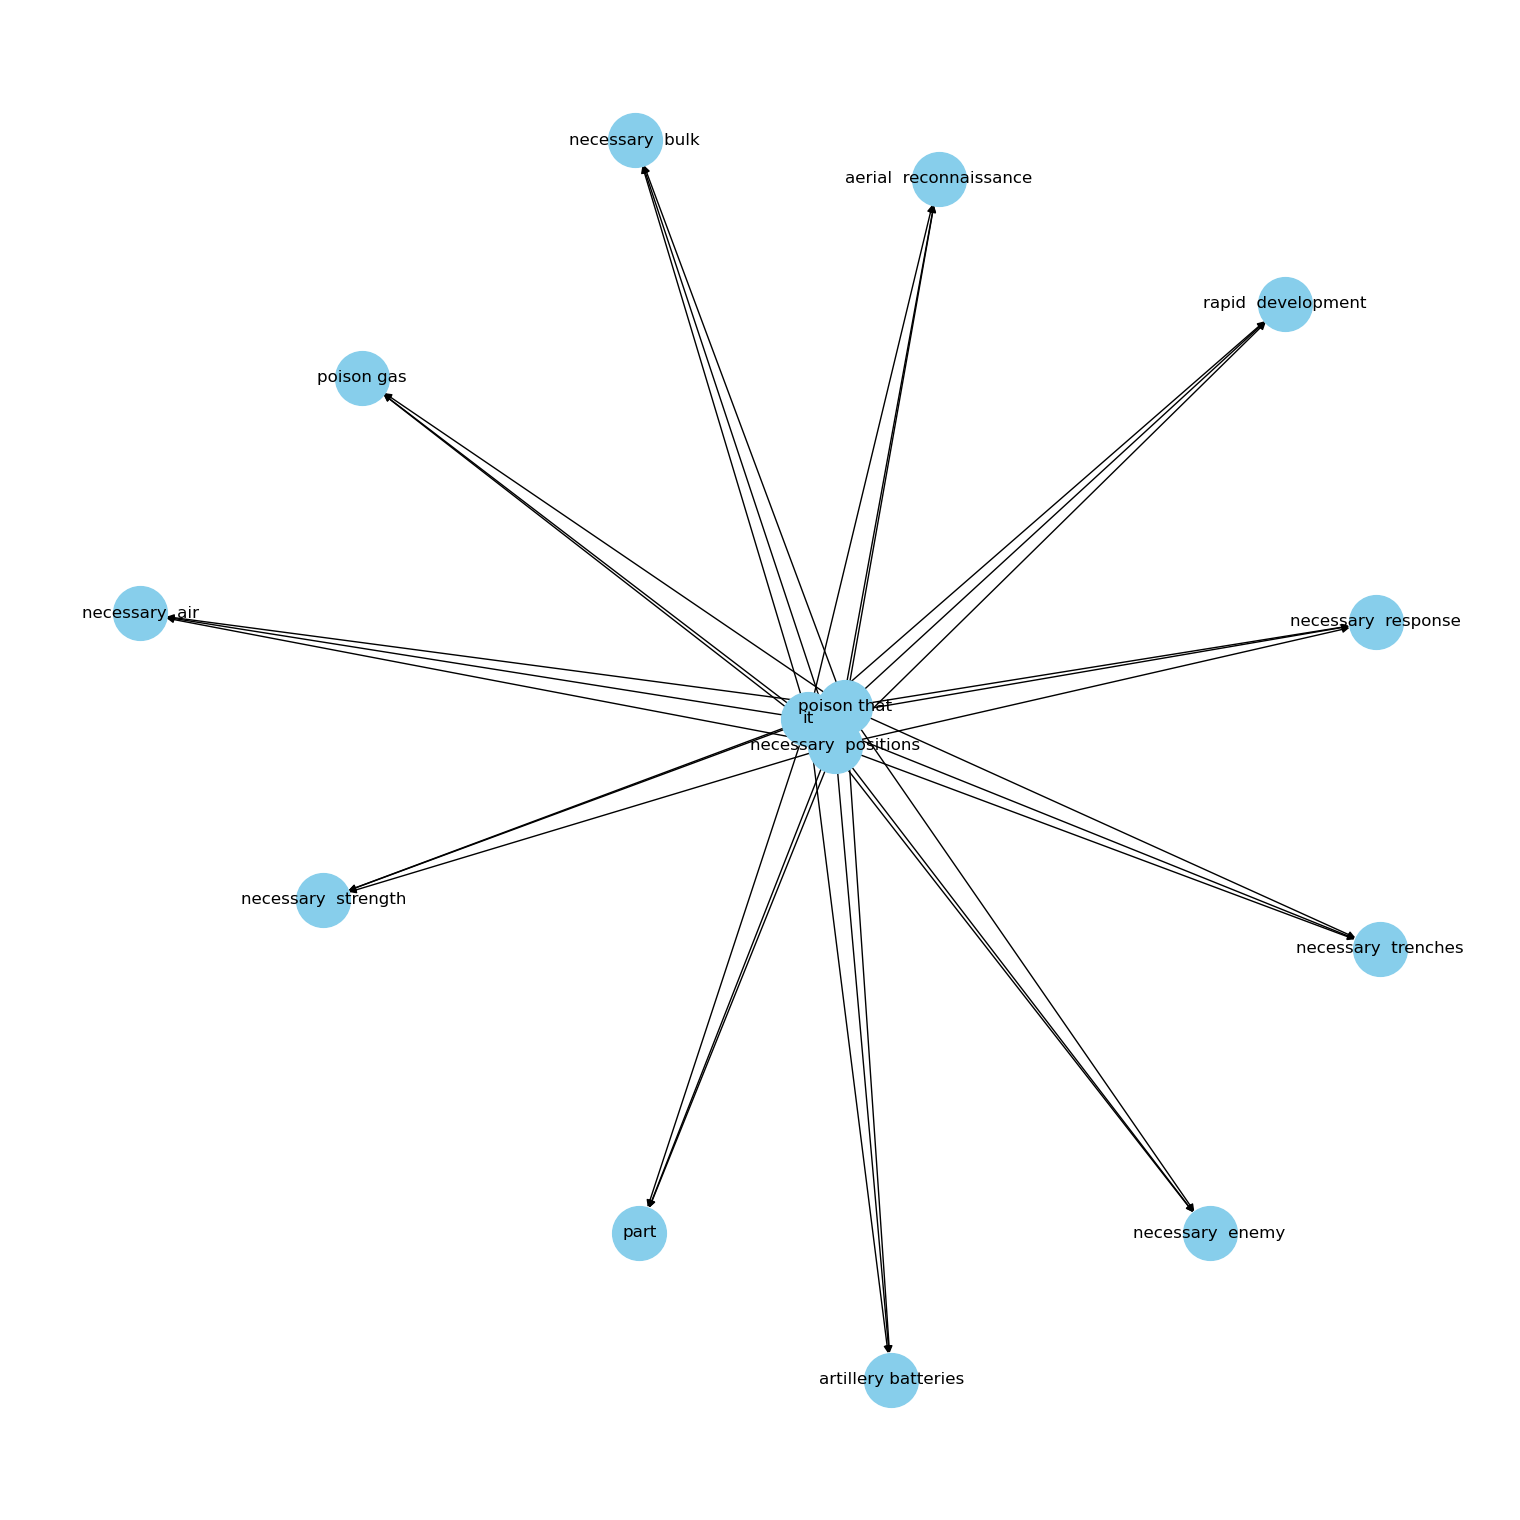 necessary  bulk
aerial  reconnaissance
rapid  development
poison gas
necessary  air
necessary  response
poison that
it
necessary  positions
necessary  strength
necessary  trenches
part
necessary  enemy
artillery batteries